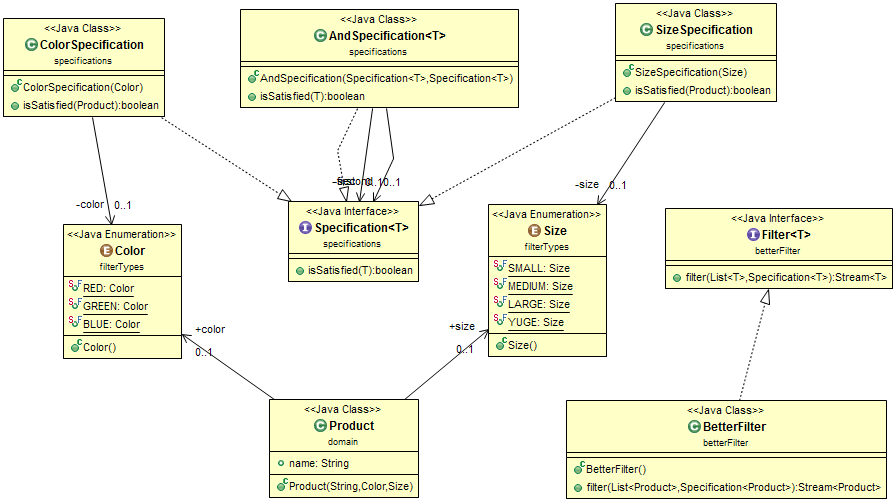 <<Java Class>>
ColorSpecification
specifications
ColorSpecification(Color)
isSatisfied(Product):boolean
<<Java Class>>
AndSpecification<T>
specifications
AndSpecification(Specification<T>,Specification<T>)
isSatisfied(T):boolean
<<Java Class>>
SizeSpecification
specifications
SizeSpecification(Size)
isSatisfied(Product):boolean
-color
0..1
0..1
-size
0..1
<<Java Enumeration>>
Color
filterTypes
RED: Color
GREEN: Color
BLUE: Color
Color()
<<Java Interface>>
Specification<T>
specifications
isSatisfied(T):boolean
<<Java Enumeration>>
Size
filterTypes
SMALL: Size
MEDIUM: Size
LARGE: Size
YUGE: Size
Size()
<<Java Interface>>
Filter<T>
betterFilter
filter(List<T>,Specification<T>):Stream<T>
+color
0..1
+size
0..1
<<Java Class>>
Product
domain
name: String
Product(String,Color,Size)
<<Java Class>>
BetterFilter
betterFilter
BetterFilter()
filter(List<Product>,Specification<Product>):Stream<Product>